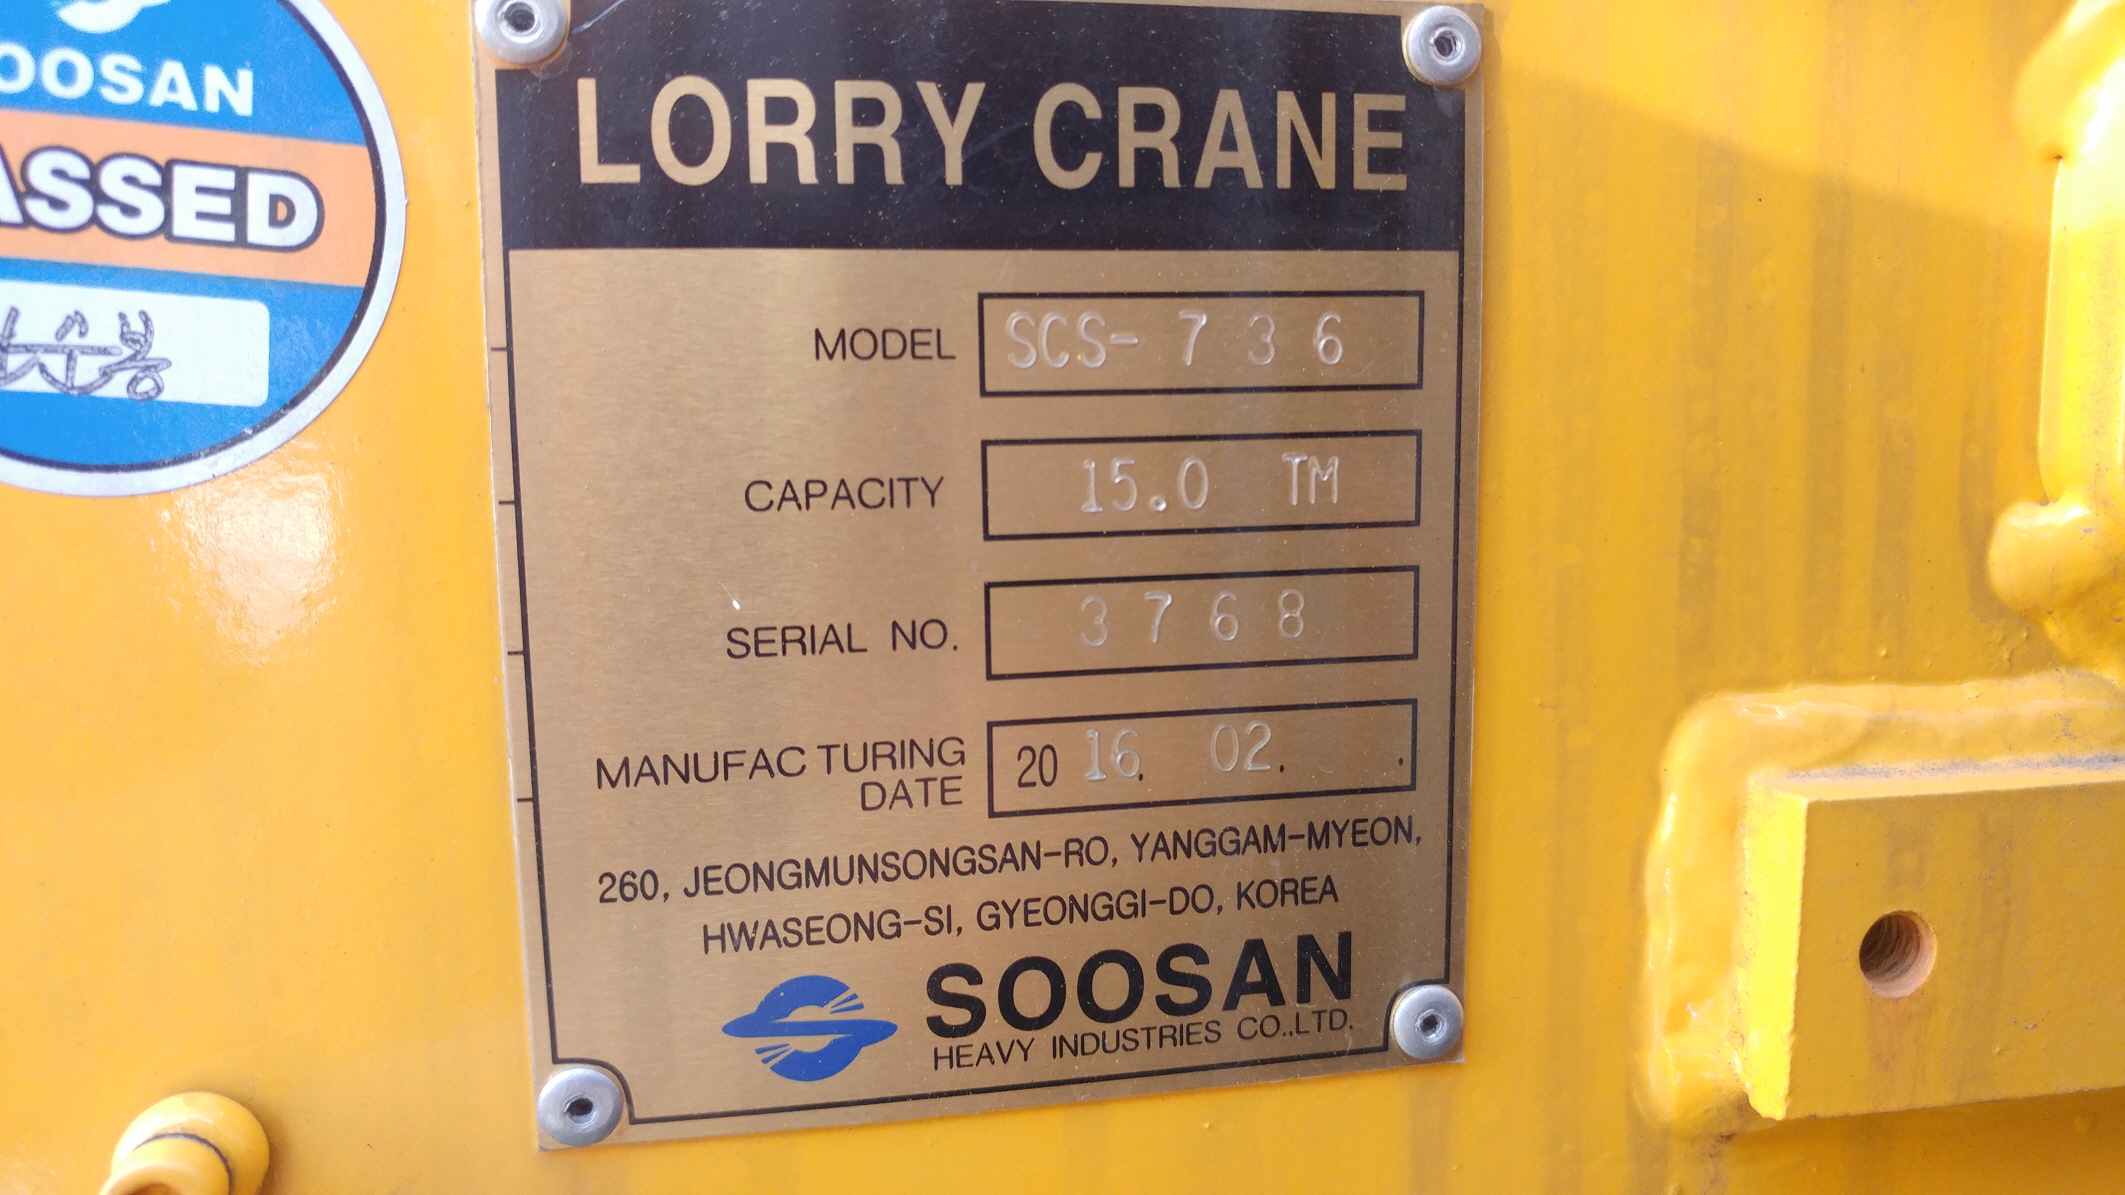 OOSAN
ASSED
LORRY CRANE
MODEL SCS- 7 3 6
CAPACITY 15.0 TM
SERIAL NO. 3 7 6 8
MANUFAC TURING
DATE 20 16. 02. .
260, JEONGMUNSONGSAN-RO, YANGGAM-MYEON,
HWASEONG-SI, GYEONGGI-DO, KOREA
SOOSAN
HEAVY INDUSTRIES CO.,LTD.